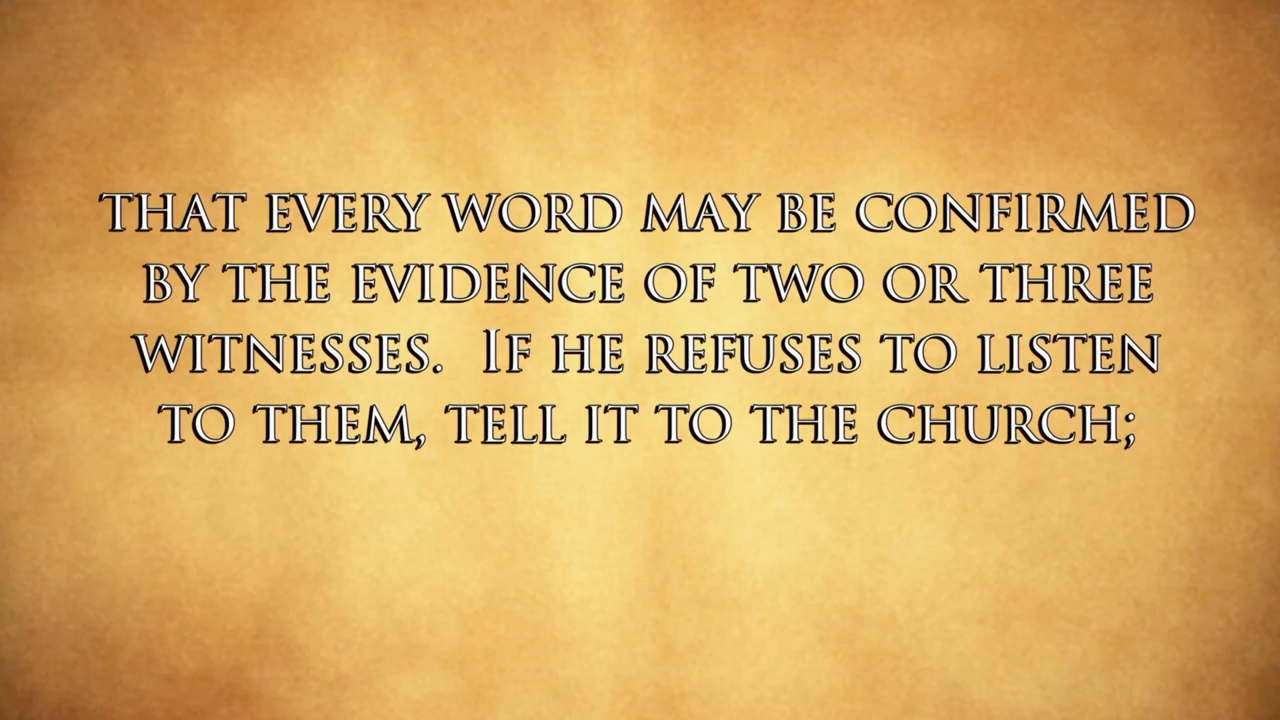 THAT EVERY WORD MAY BE CONFIRMED
BY THE EVIDENCE OF TWO OR THREE
WITNESSES.  IF HE REFUSES TO LISTEN
TO THEM, TELL IT TO THE CHURCH;